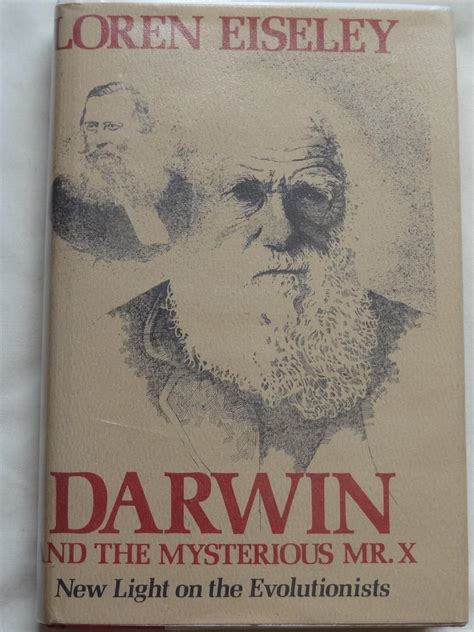 LOREN EISELEY
DARWIN
AND THE MYSTERIOUS MR. X
New Light on the Evolutionists